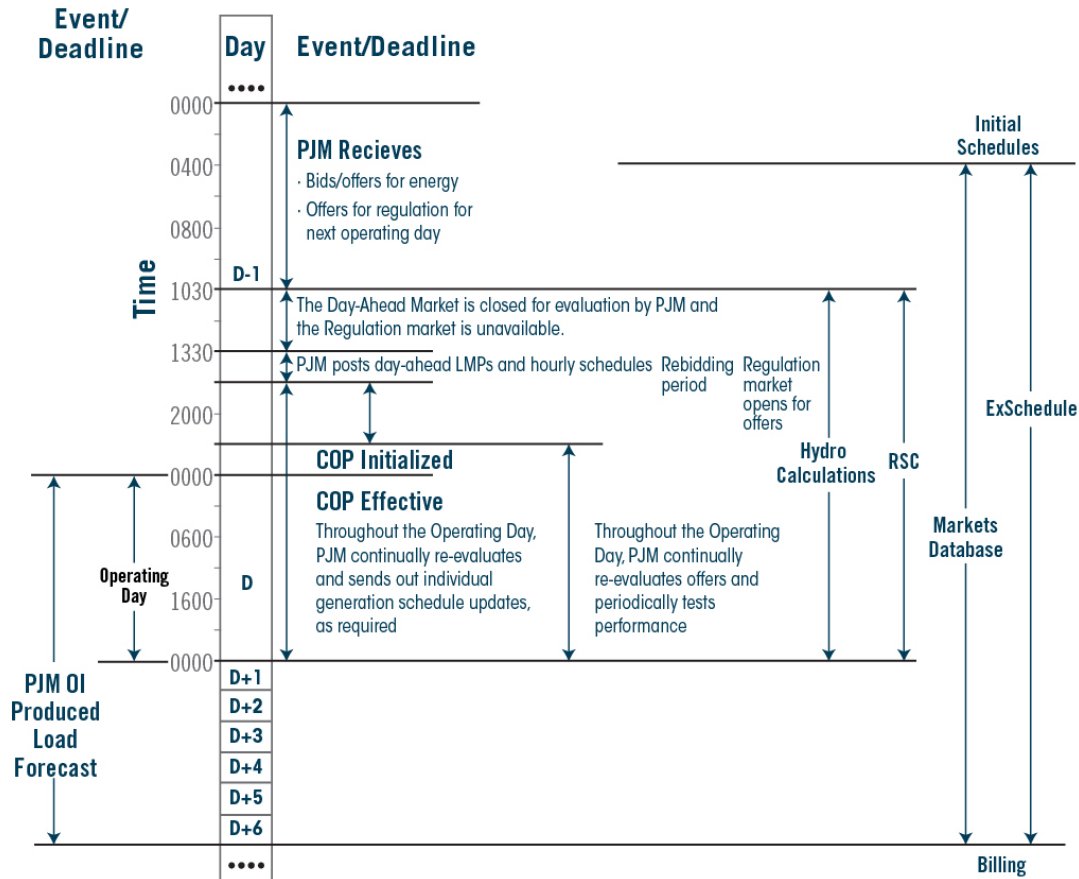 Event/
Deadline
Day
Event/Deadline
••••
0000
PJM Recieves
· Bids/offers for energy
· Offers for regulation for
next operating day
Initial
Schedules
0400
0800
Time
D-1
1030
The Day-Ahead Market is closed for evaluation by PJM and
the Regulation market is unavailable.
1330
PJM posts day-ahead LMPs and hourly schedules
Rebidding
period
Regulation
market
opens for
offers
2000
ExSchedule
COP Initialized
Hydro
Calculations
RSC
0000
COP Effective
Throughout the Operating Day,
PJM continually re-evaluates
and sends out individual
generation schedule updates,
as required
Throughout the Operating
Day, PJM continually
re-evaluates offers and
periodically tests
performance
Markets
Database
0600
Operating
Day
D
1600
0000
PJM OI
Produced
Load
Forecast
D+1
D+2
D+3
D+4
D+5
D+6
••••
Billing